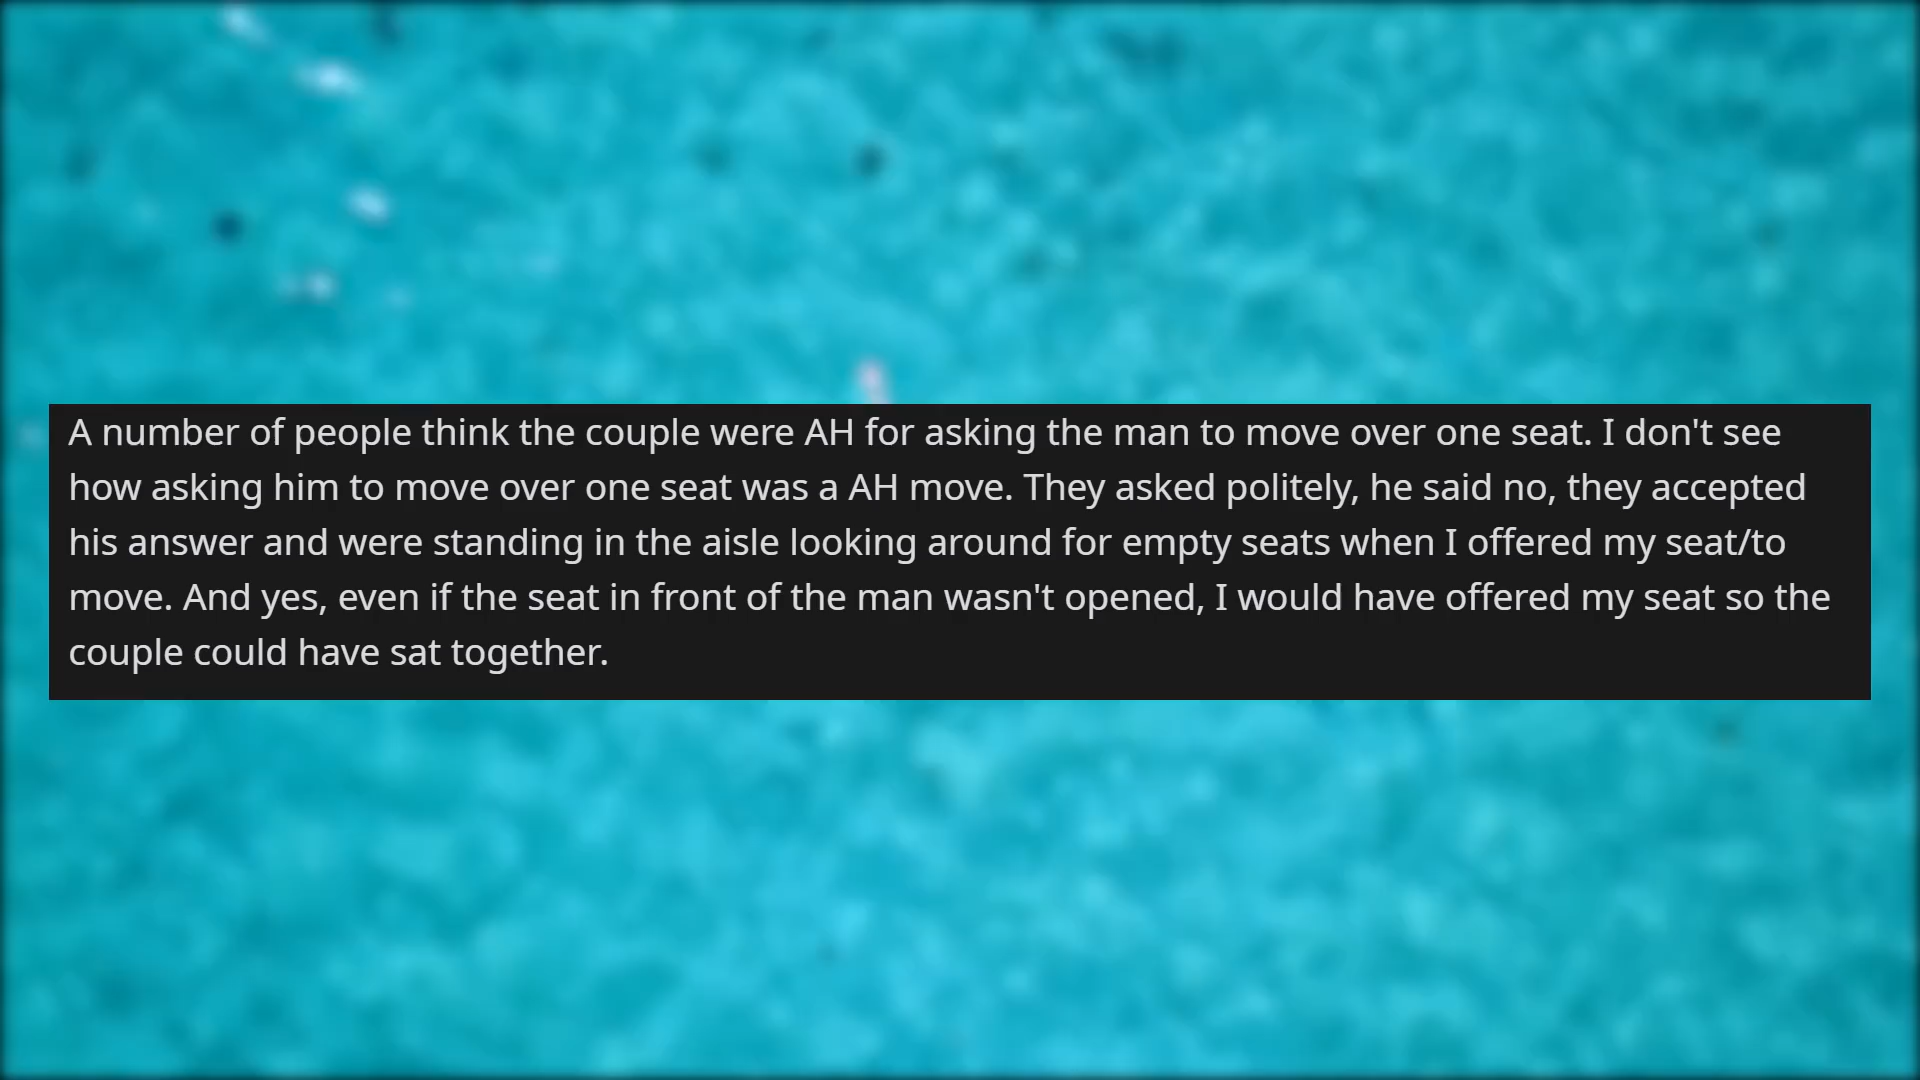 A number of people think the couple were AH for asking the man to move over one seat. I don't see
how asking him to move over one seat was a AH move. They asked politely, he said no, they accepted
his answer and were standing in the aisle looking around for empty seats when I offered my seat/to
move. And yes, even if the seat in front of the man wasn't opened, I would have offered my seat so the
couple could have sat together.